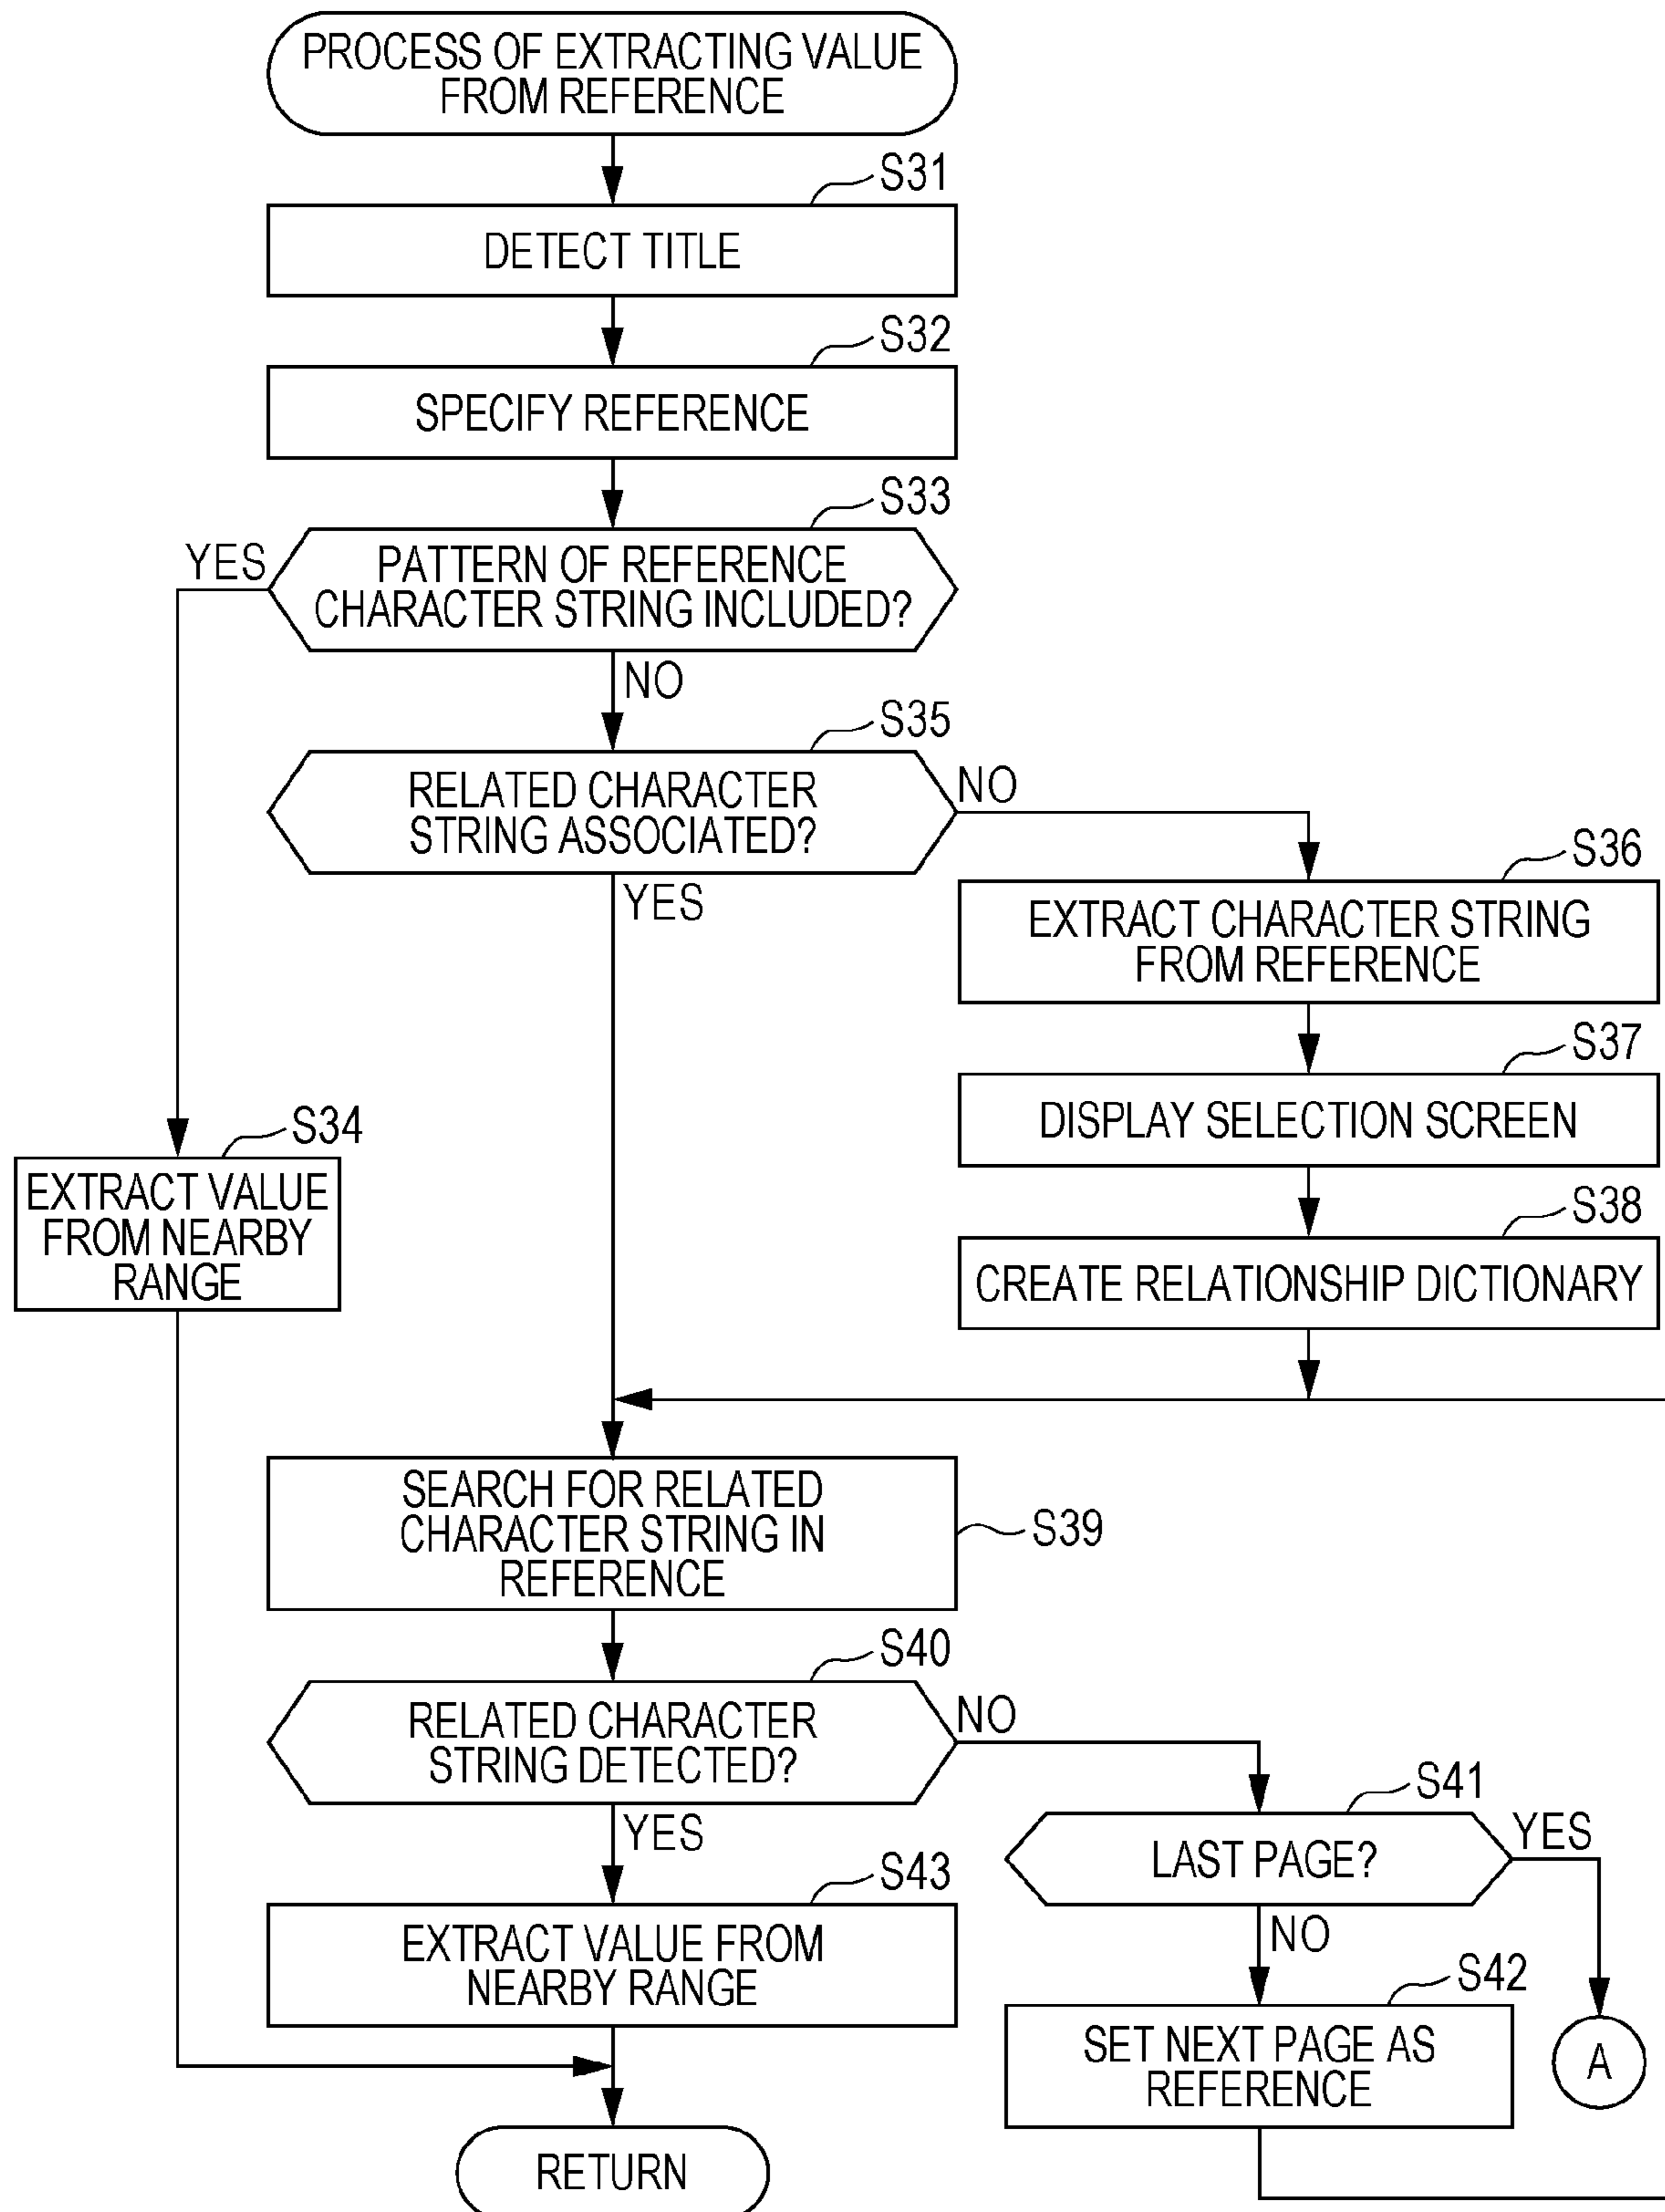 PROCESS OF EXTRACTING VALUE
FROM REFERENCE
S31
DETECT TITLE
S32
SPECIFY REFERENCE
S33
YES
PATTERN OF REFERENCE
CHARACTER STRING INCLUDED?
NO
S35
RELATED CHARACTER
STRING ASSOCIATED?
NO
YES
S36
EXTRACT CHARACTER STRING
FROM REFERENCE
S37
DISPLAY SELECTION SCREEN
S38
CREATE RELATIONSHIP DICTIONARY
S34
EXTRACT VALUE
FROM NEARBY
RANGE
SEARCH FOR RELATED
CHARACTER STRING IN
REFERENCE
S39
S40
RELATED CHARACTER
STRING DETECTED?
NO
YES
S41
LAST PAGE?
YES
NO
S43
EXTRACT VALUE FROM
NEARBY RANGE
S42
SET NEXT PAGE AS
REFERENCE
A
RETURN